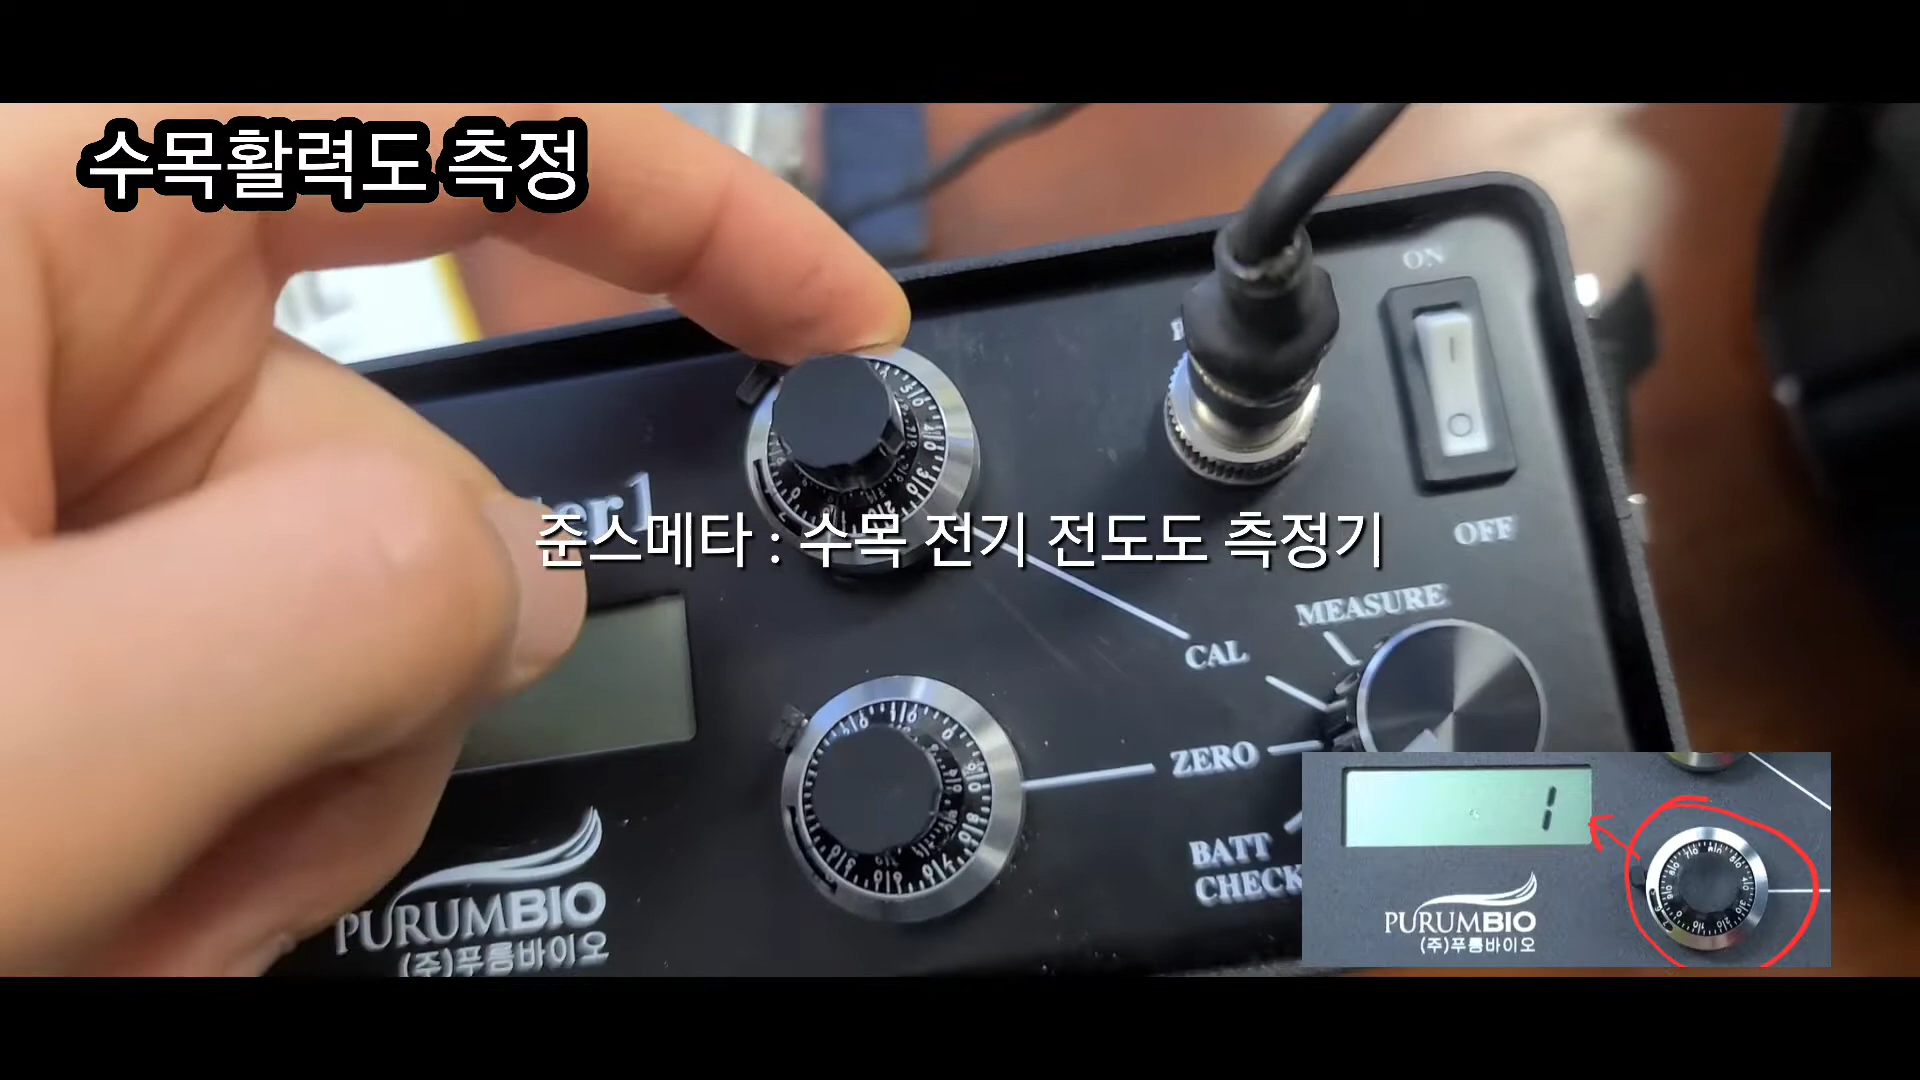 수목활력도 측정
ON
준스메타 : 수목 전기 전도도 측정기
OFF
MEASURE
CAL
ZERO
BATT
CHECK
PURUMBIO
(주)푸름바이오
1
PURUMBIO
(주)푸름바이오